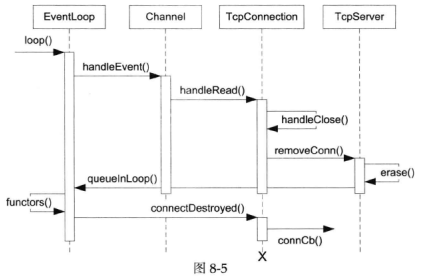 EventLoop Channel TcpConnection TcpServer
loop()
handleEvent()
handleRead()
handleClose()
removeConn()
queueInLoop()
erase()
functors()
connectDestroyed()
connCb()
X
图 8-5